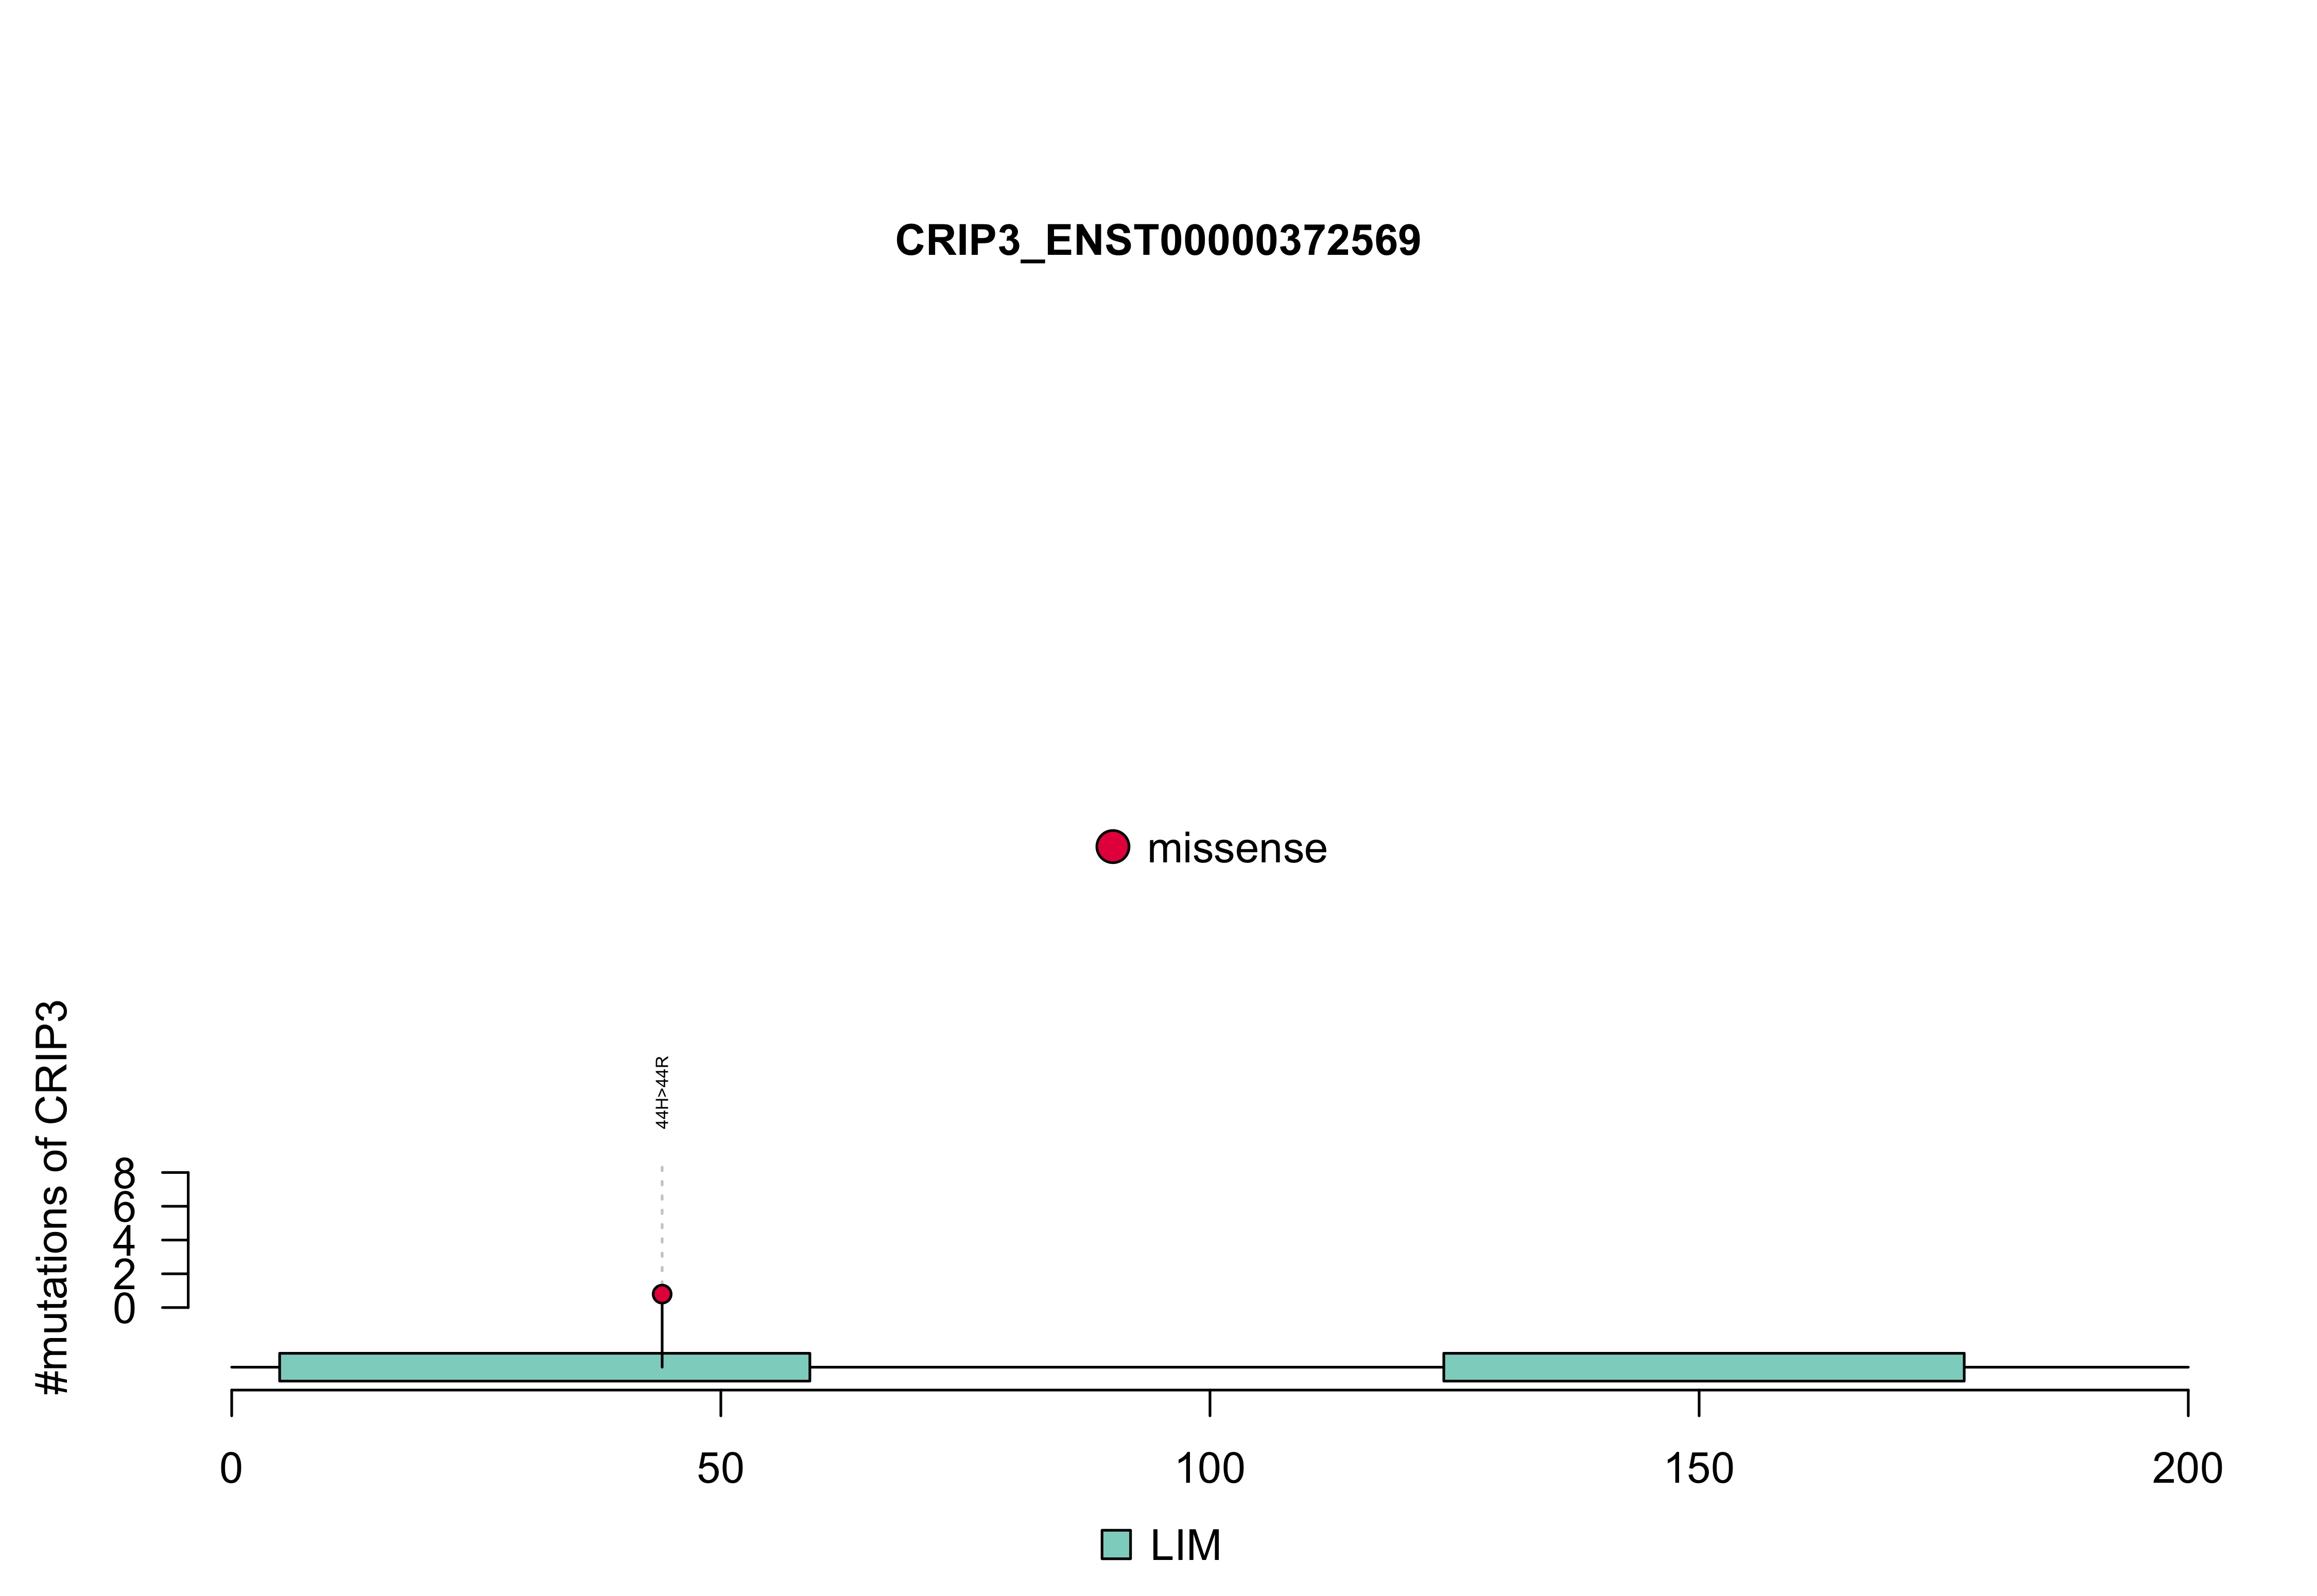 CRIP3_ENST00000372569
missense
#mutations of CRIP3
44H>44R
8
6
4
2
0
0 50 100 150 200
LIM